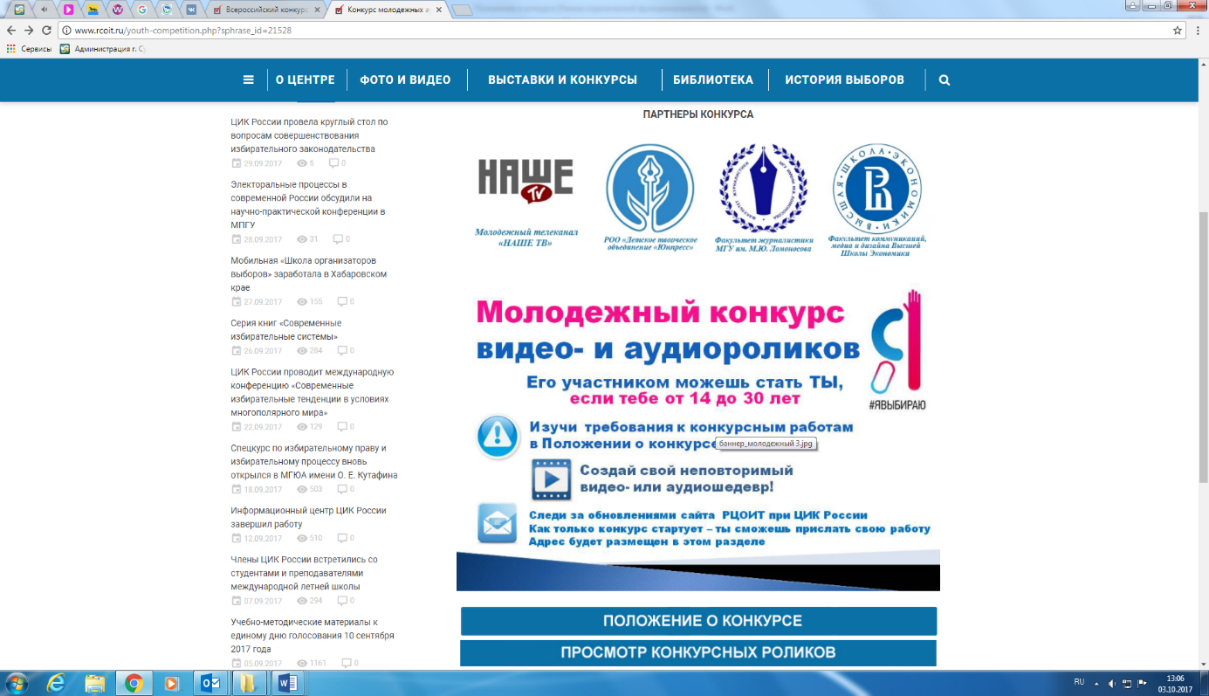 Всероссийский конкурс
Конкурс молодежных а
www.rcoit.ru/youth-competition.php?sphrase_id=21528
Сервисы
Администрация г. С
О ЦЕНТРЕ
ФОТО И ВИДЕО
ВЫСТАВКИ И КОНКУРСЫ
БИБЛИОТЕКА
ИСТОРИЯ ВЫБОРОВ
ЦИК России провела круглый стол по
вопросам совершенствования
избирательного законодательства
29.09.2017 6 0
Электоральные процессы в
современной России обсудили на
научно-практической конференции в
МПГУ
28.09.2017 31 0
Мобильная «Школа организаторов
выборов» заработала в Хабаровском
крае
27.09.2017 155 0
Серия книг «Современные
избирательные системы»
26.09.2017 284 0
ЦИК России проводит международную
конференцию «Современные
избирательные тенденции в условиях
многополярного мира»
22.09.2017 129 0
Спецкурс по избирательному праву и
избирательному процессу вновь
открылся в МГЮА имени О. Е. Кутафина
18.09.2017 503 0
Информационный центр ЦИК России
завершил работу
12.09.2017 510 0
Члены ЦИК России встретились со
студентами и преподавателями
международной летней школы
07.09.2017 294 0
Учебно-методические материалы к
единому дню голосования 10 сентября
2017 года
05.09.2017 1161 0
ПАРТНЕРЫ КОНКУРСА
НАШЕ
TV
Молодежный телеканал
«НАШЕ ТВ»
РОО «Детское творческое
объединение «Юнпресс»
Факультет журналистики
МГУ им. М.Ю. Ломоносова
ВЫСШАЯ ШКОЛА ЭКОНОМИКИ
Факультет коммуникаций,
медиа и дизайна Высшей
Школы Экономики
Молодежный конкурс
видео- и аудиороликов
Его участником можешь стать ТЫ,
если тебе от 14 до 30 лет
#ЯВЫБИРАЮ
Изучи требования к конкурсным работам
в Положении о конкурсе
баннер_молодежный 3.jpg
Создай свой неповторимый
видео- или аудиошедевр!
Следи за обновлениями сайта РЦОИТ при ЦИК России
Как только конкурс стартует – ты сможешь прислать свою работу
Адрес будет размещен в этом разделе
ПОЛОЖЕНИЕ О КОНКУРСЕ
ПРОСМОТР КОНКУРСНЫХ РОЛИКОВ
RU
13:06
03.10.2017